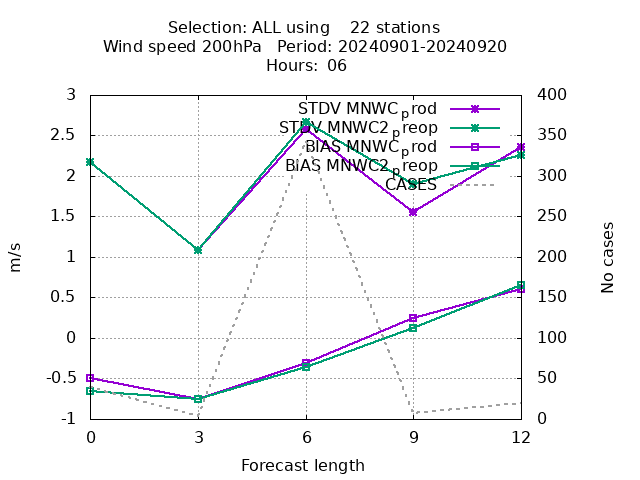 Selection: ALL using    22 stations
Wind speed 200hPa   Period: 20240901-20240920
Hours: 06
STDV MNWC_prod
STDV MNWC2_preop
BIAS MNWC_prod
BIAS MNWC2_preop
CASES
3
2.5
2
1.5
1
0.5
0
-0.5
-1
m/s
400
350
300
250
200
150
100
50
0
No cases
0 3 6 9 12
Forecast length